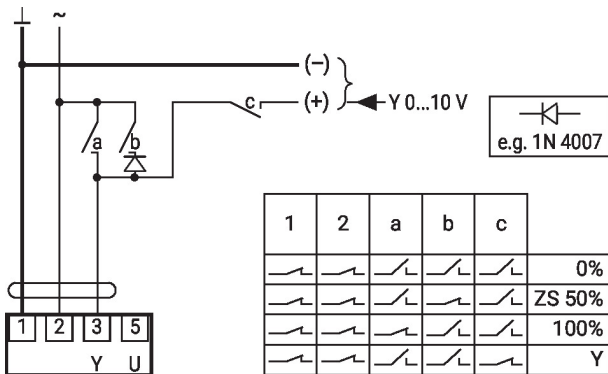 ⊥ ~
(–)
c (+) Y 0...10 V
a b
e.g. 1N 4007
1 2 a b c
0%
ZS 50%
100%
Y
1 2 3 5
Y U